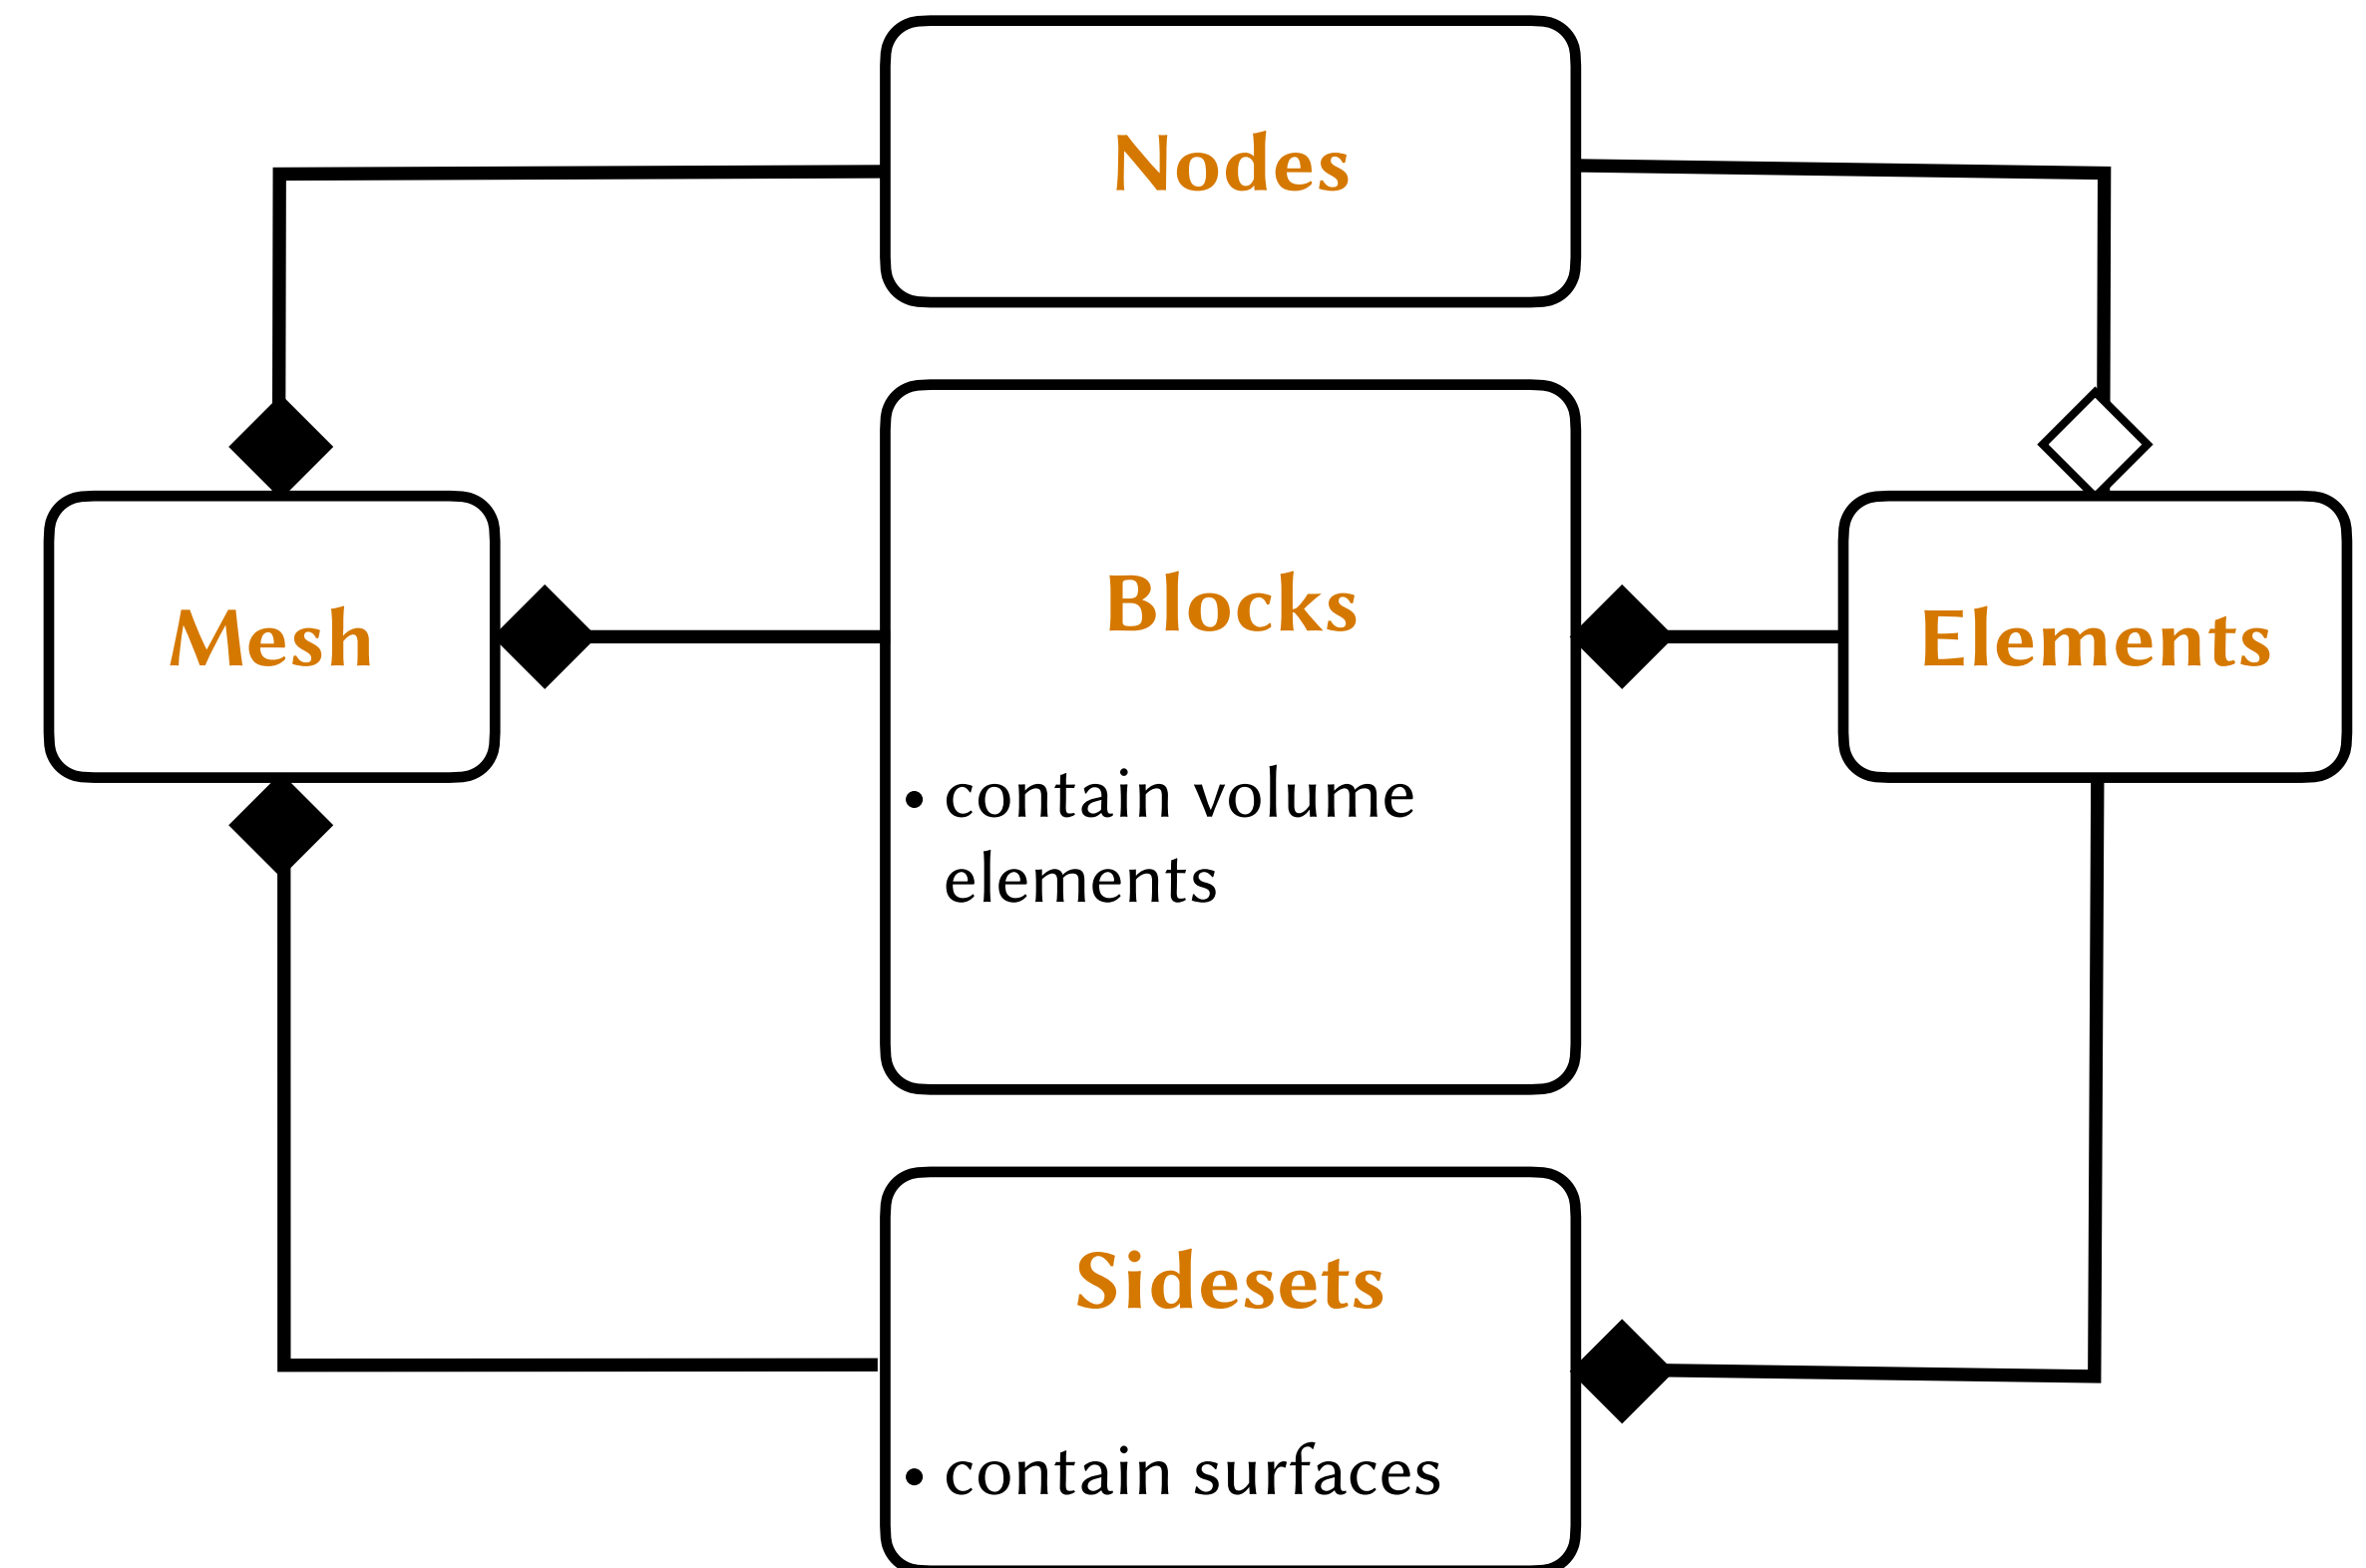 Nodes
Mesh
Blocks
• contain volume
elements
Elements
Sidesets
• contain surfaces